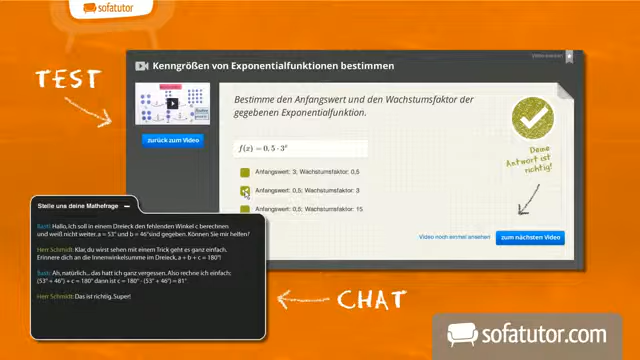 sofatutor
TEST
Kenngrößen von Exponentialfunktionen bestimmen
Bestimme den Anfangswert und den Wachstumsfaktor der
gegebenen Exponentialfunktion.
zurück zum Video
f(x) = 0,5 · 3ˣ
Anfangswert: 3; Wachstumsfaktor: 0,5
Anfangswert: 0,5; Wachstumsfaktor: 3
Anfangswert: 0,5; Wachstumsfaktor: 15
Deine
Antwort ist
richtig!
Video noch einmal ansehen
zum nächsten Video
Stelle uns deine Mathefrage
Hallo, ich soll in einem Dreieck den fehlenden Winkel c berechnen
und weiß nicht weiter. a = 53° und b = 46° sind gegeben. Können Sie mir helfen?
Herr Schmidt: Klar, du wirst sehen mit einem Trick geht es ganz einfach.
Erinnere dich an die Innenwinkelsumme im Dreieck, a + b + c = 180°!
Ah, natürlich... das hatt ich ganz vergessen. Also rechne ich einfach:
(53° + 46°) + c = 180° dann ist c = 180° - (53° + 46°) = 81°
Herr Schmidt: Das ist richtig. Super!
CHAT
sofatutor.com